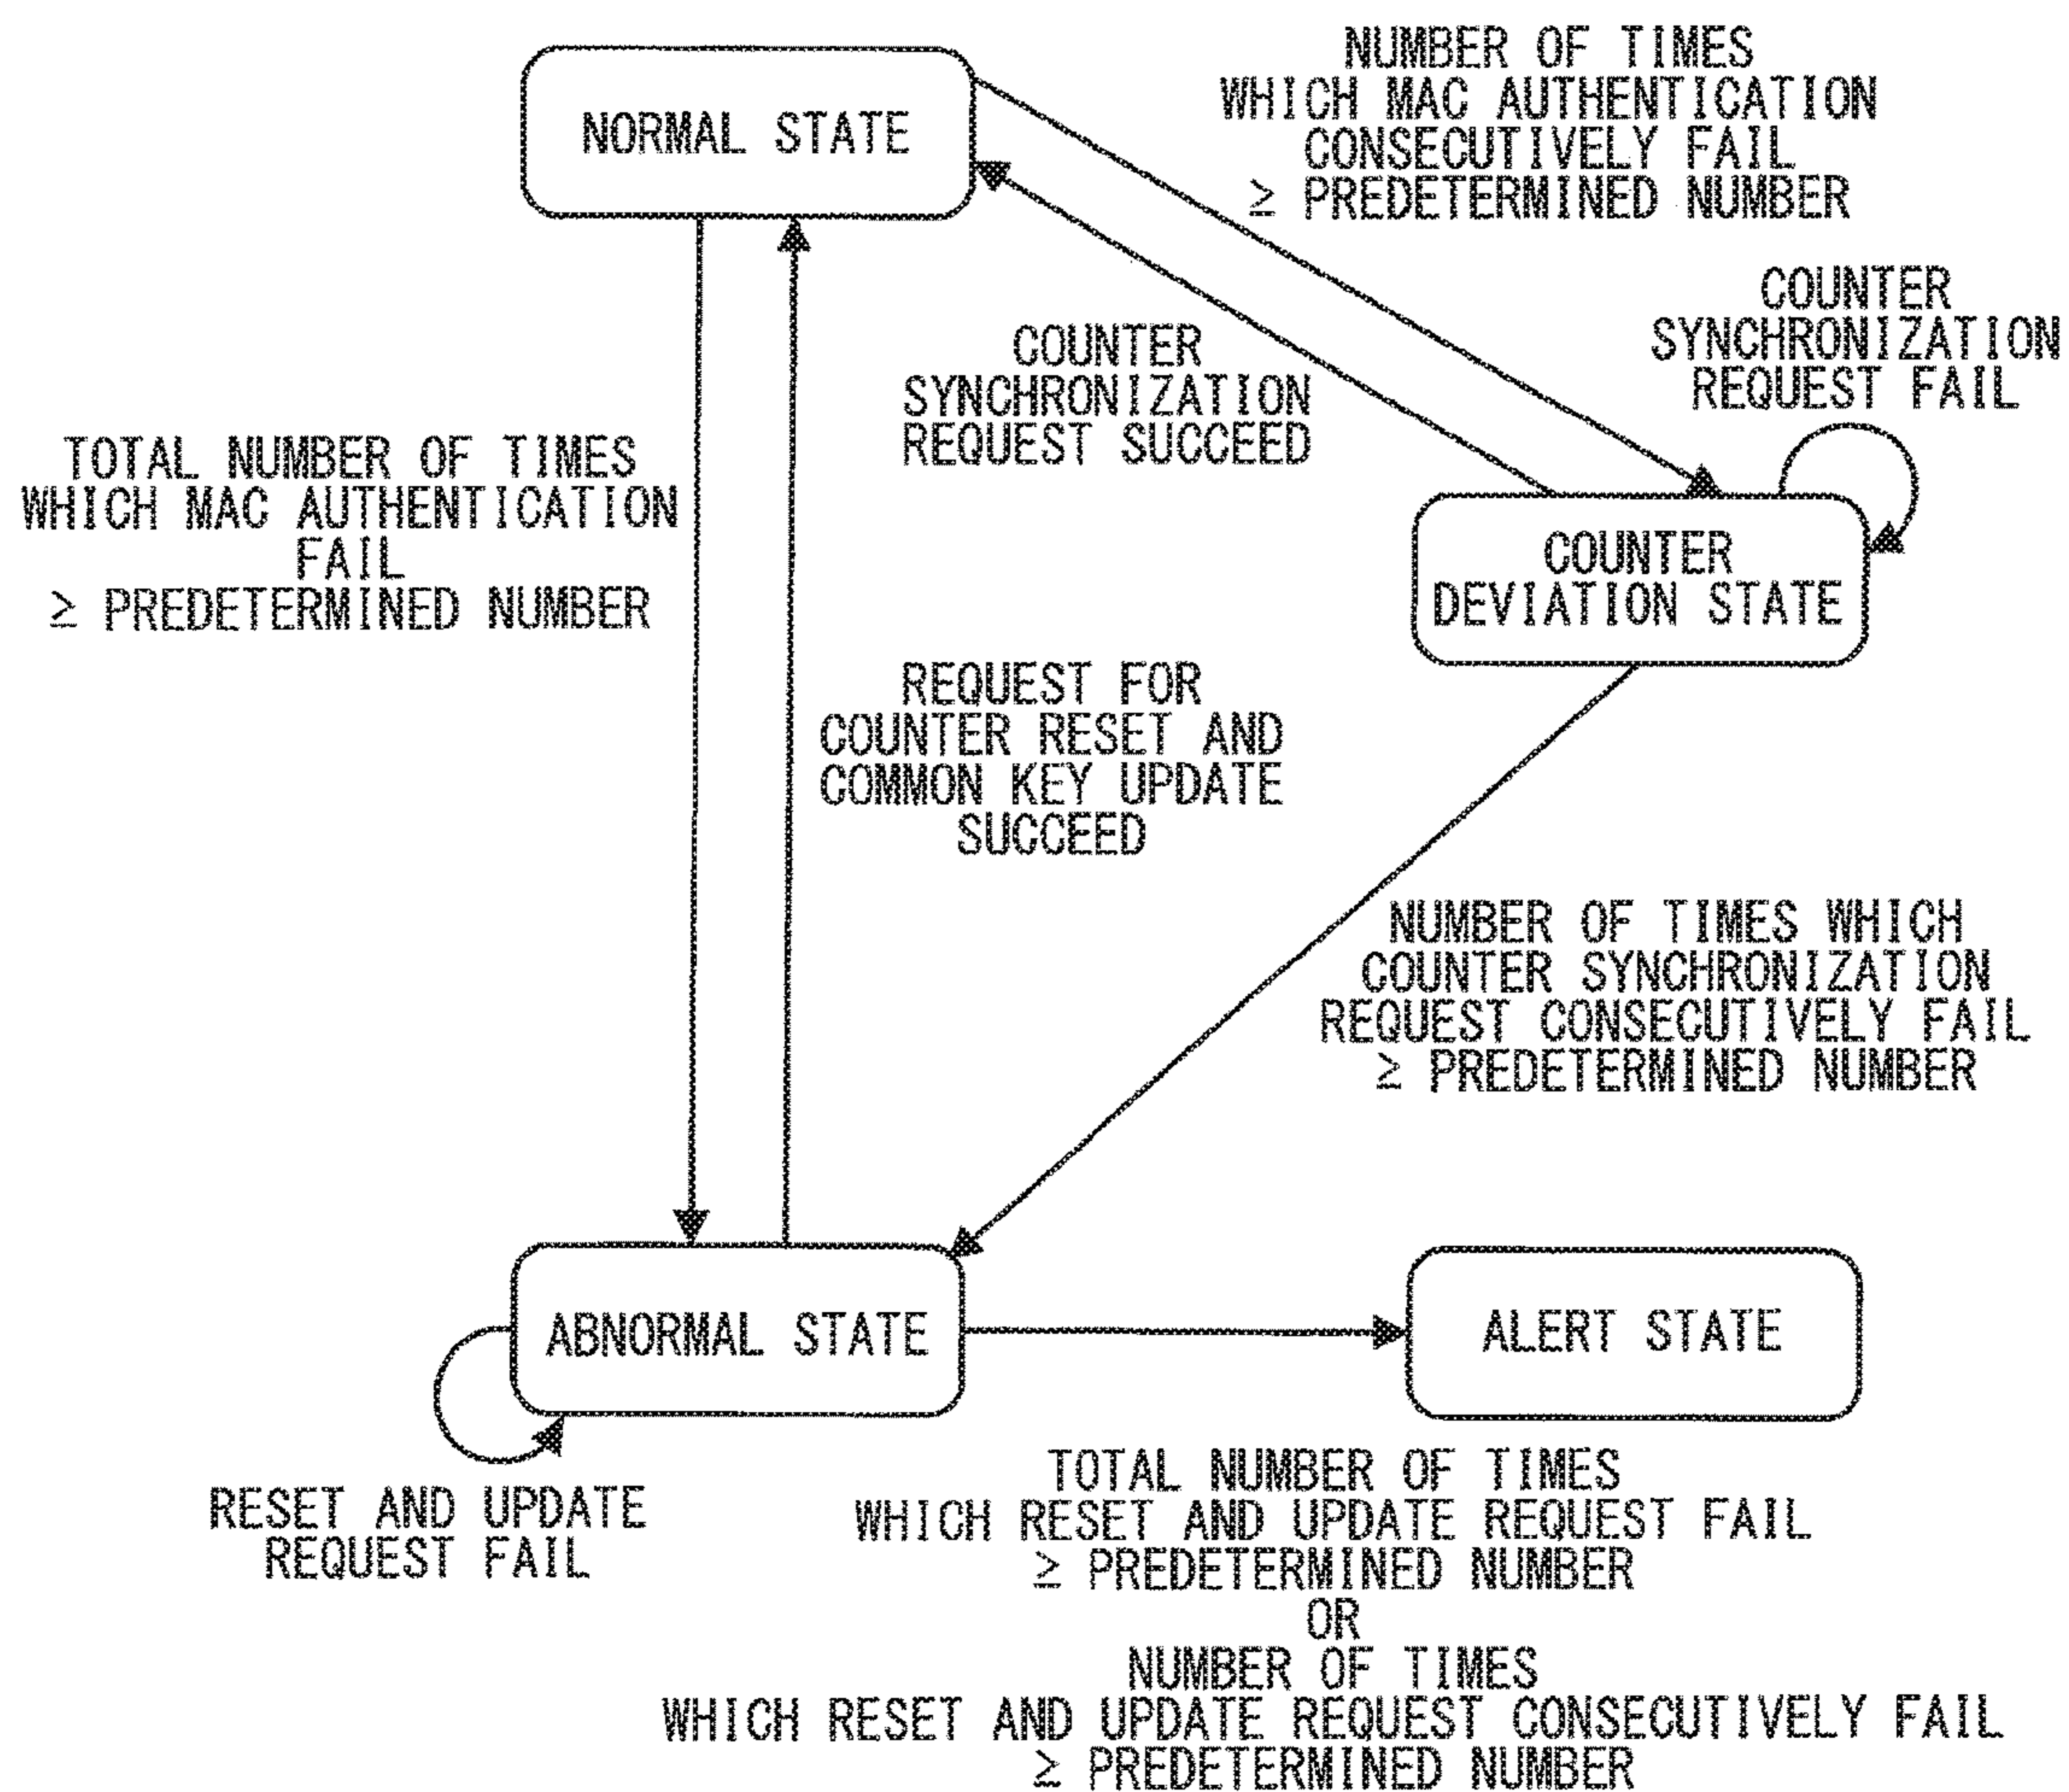 NORMAL STATE
NUMBER OF TIMES
WHICH MAC AUTHENTICATION
CONSECUTIVELY FAIL
≥ PREDETERMINED NUMBER
COUNTER
SYNCHRONIZATION
REQUEST FAIL
COUNTER
SYNCHRONIZATION
REQUEST SUCCEED
TOTAL NUMBER OF TIMES
WHICH MAC AUTHENTICATION
FAIL
≥ PREDETERMINED NUMBER
COUNTER
DEVIATION STATE
REQUEST FOR
COUNTER RESET AND
COMMON KEY UPDATE
SUCCEED
NUMBER OF TIMES WHICH
COUNTER SYNCHRONIZATION
REQUEST CONSECUTIVELY FAIL
≥ PREDETERMINED NUMBER
ABNORMAL STATE
ALERT STATE
RESET AND UPDATE
REQUEST FAIL
TOTAL NUMBER OF TIMES
WHICH RESET AND UPDATE REQUEST FAIL
≥ PREDETERMINED NUMBER
OR
NUMBER OF TIMES
WHICH RESET AND UPDATE REQUEST CONSECUTIVELY FAIL
≥ PREDETERMINED NUMBER